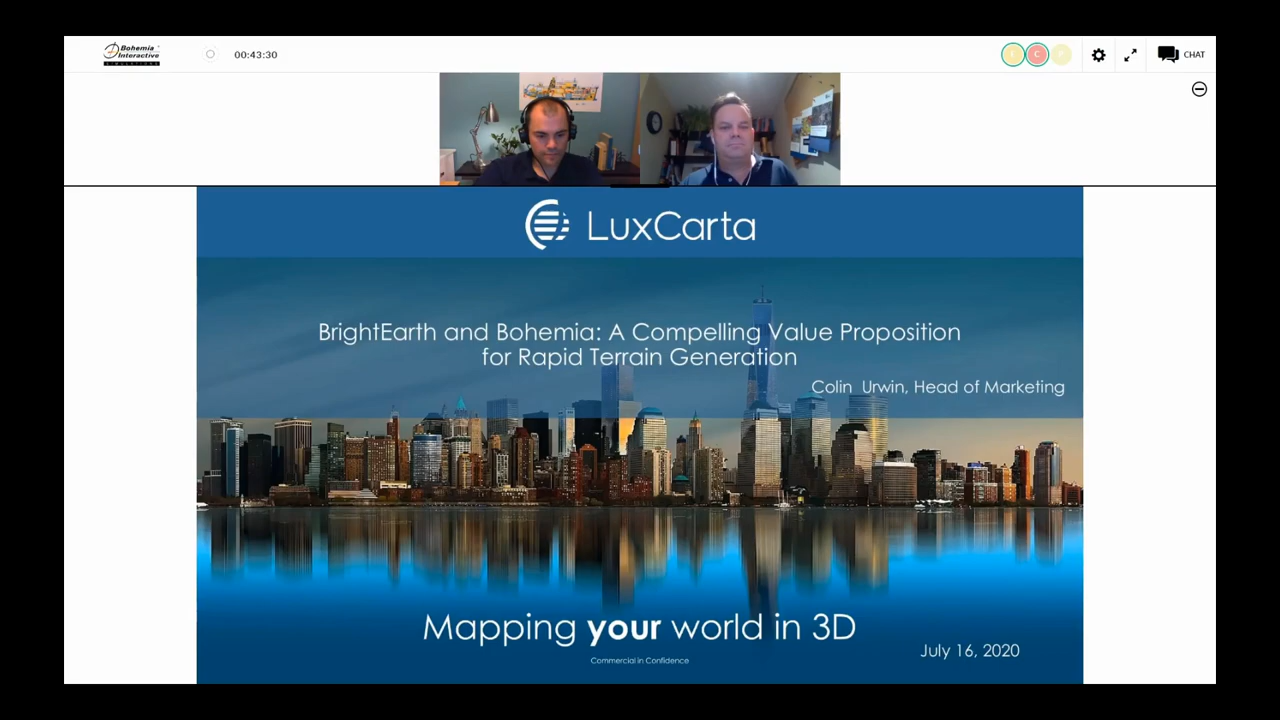 Bohemia
Interactive
SIMULATIONS
00:43:30
C
CHAT
LuxCarta
BrightEarth and Bohemia: A Compelling Value Proposition
for Rapid Terrain Generation
Colin Urwin, Head of Marketing
Mapping your world in 3D
Commercial in Confidence
July 16, 2020